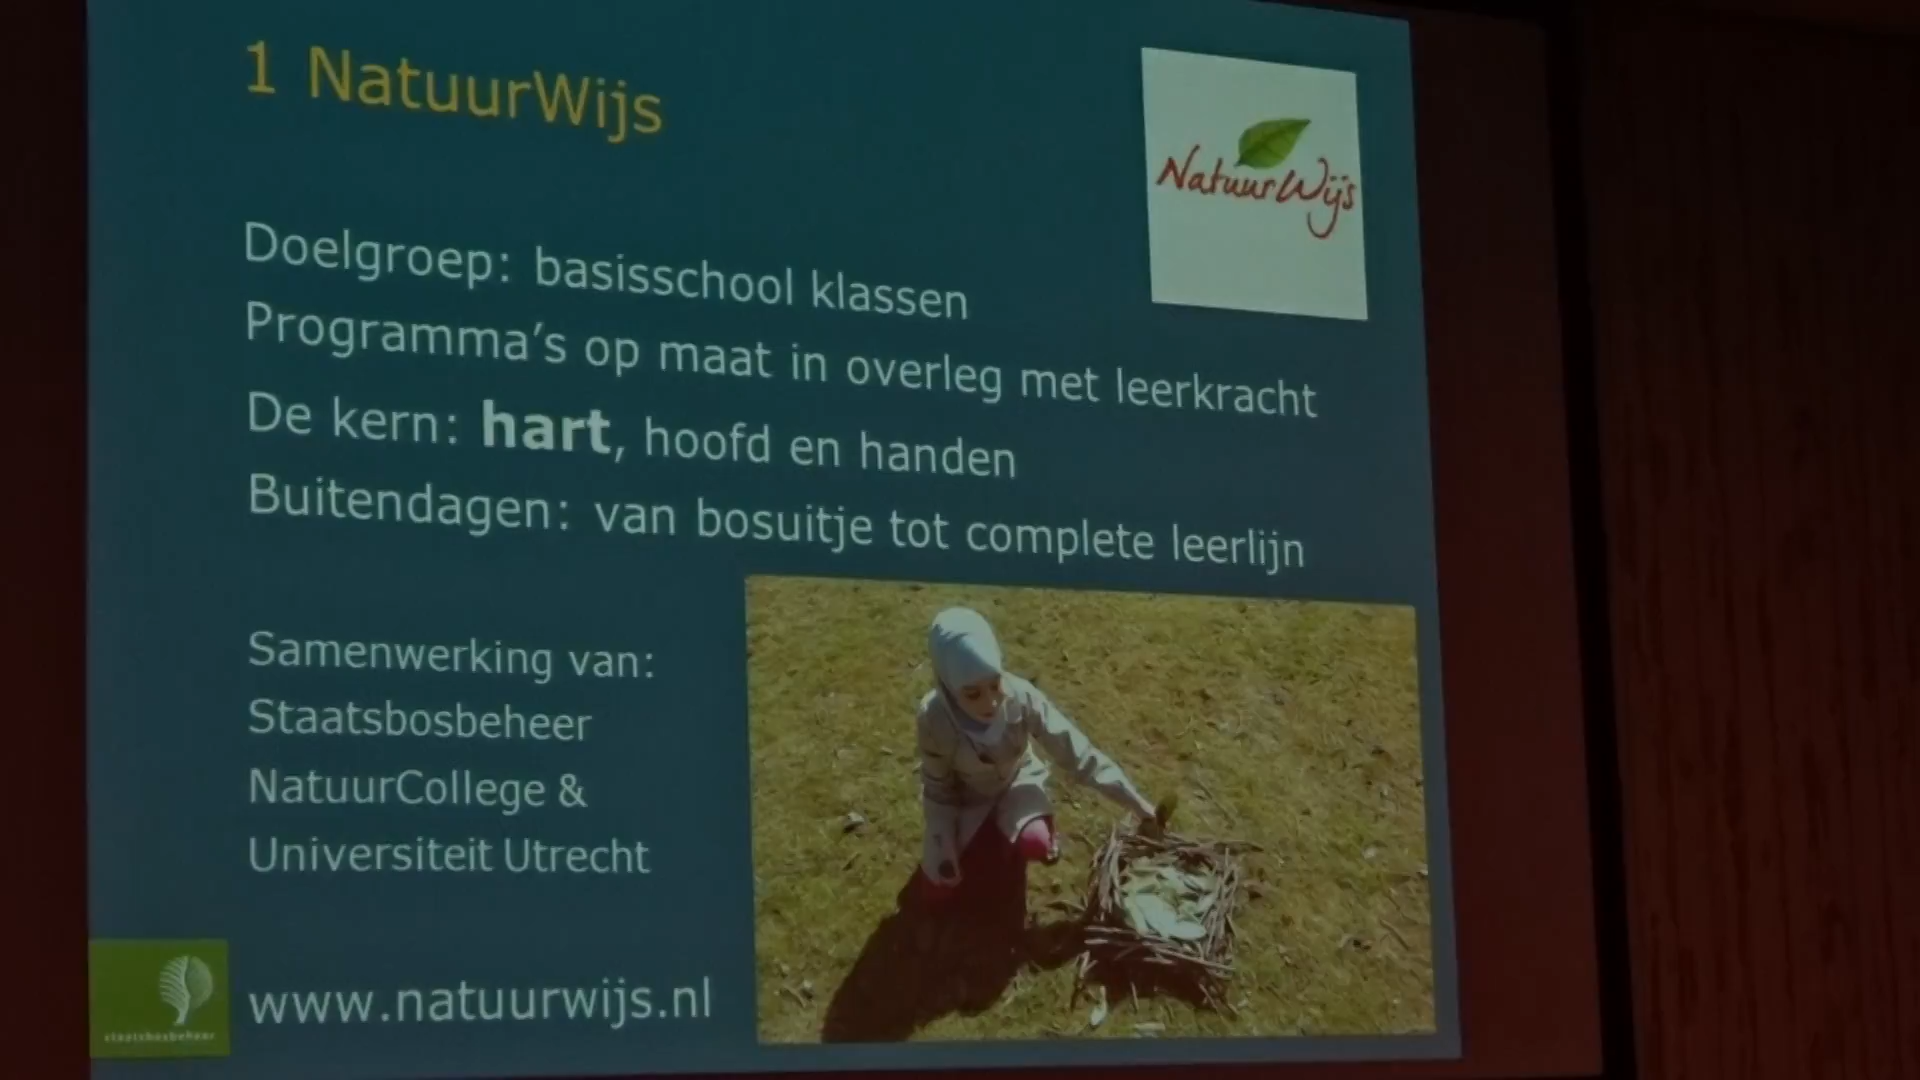 1 NatuurWijs
NatuurWijs
Doelgroep: basisschool klassen
Programma's op maat in overleg met leerkracht
De kern: hart, hoofd en handen
Buitendagen: van bosuitje tot complete leerlijn
Samenwerking van:
Staatsbosbeheer
NatuurCollege &
Universiteit Utrecht
staatsbosbeheer
www.natuurwijs.nl